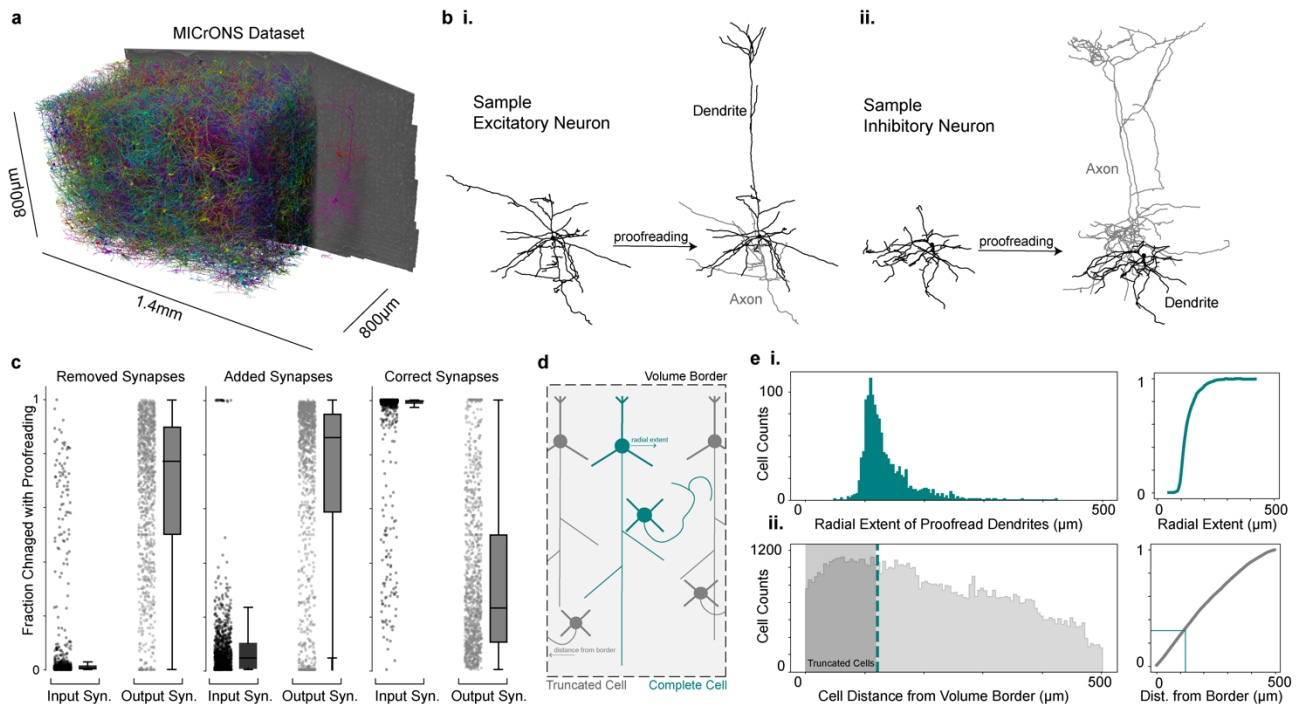 a
MICrONS Dataset
800µm
1.4mm
800µm
b i.
Sample
Excitatory Neuron
proofreading
Dendrite
Axon
ii.
Sample
Inhibitory Neuron
proofreading
Axon
Dendrite
c
Removed Synapses
Added Synapses
Correct Synapses
Fraction Chnaged with Proofreading
1
0
Input Syn.
Output Syn.
Input Syn.
Output Syn.
Input Syn.
Output Syn.
d
Volume Border
radial extent
distance from border
Truncated Cell
Complete Cell
e i.
Cell Counts
100
0
0
500
Radial Extent of Proofread Dendrites (µm)
1
0
0
500
Radial Extent (µm)
ii.
Cell Counts
1200
0
Truncated Cells
0
500
Cell Distance from Volume Border (µm)
1
0
0
500
Dist. from Border (µm)